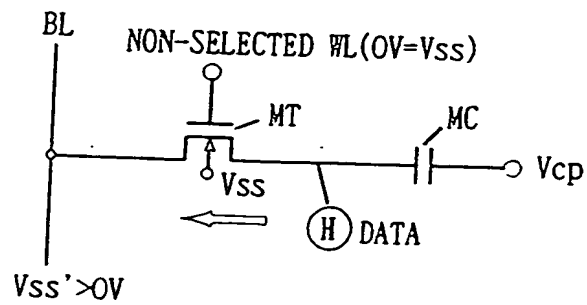 BL
NON-SELECTED WL(0V=Vss)
MT
MC
Vss
Vcp
H DATA
Vss'>0V